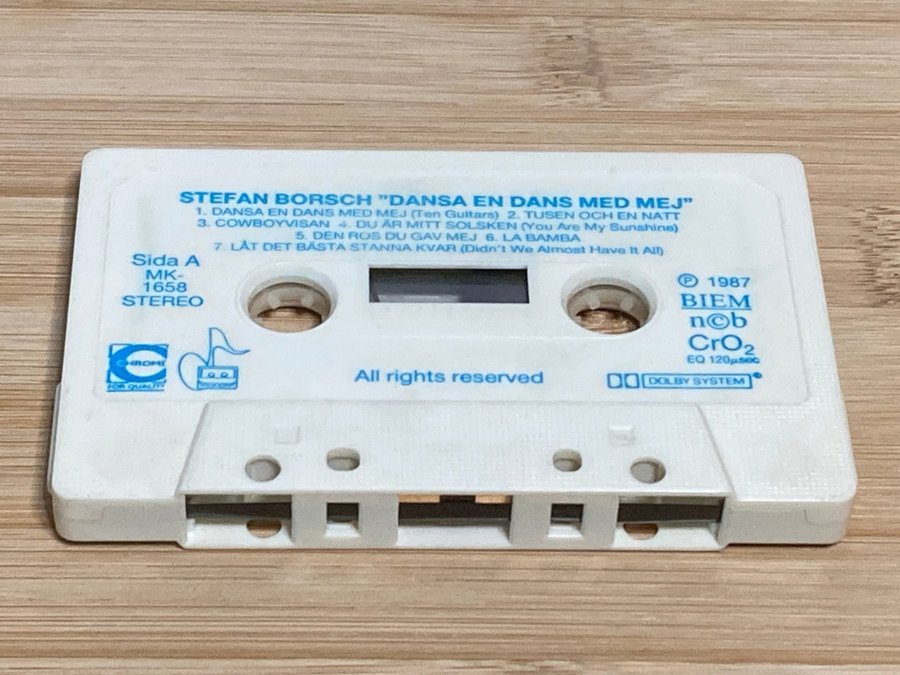 STEFAN BORSCH "DANSA EN DANS MED MEJ"
1. DANSA EN DANS MED MEJ (Ten Guitars) 2. TUSEN OCH EN NATT
3. COWBOYVISAN 4. DU ÄR MITT SOLSKEN (You Are My Sunshine)
5. DEN ROS DU GAV MEJ 6. LA BAMBA
7. LÅT DET BÄSTA STANNA KVAR (Didn't We Almost Have It All)
Sida A
MK-
1658
STEREO
℗ 1987
BIEM
n©b
CrO₂
EQ 120µsec
CHROME
FOR QUALITY
All rights reserved
DOLBY SYSTEM